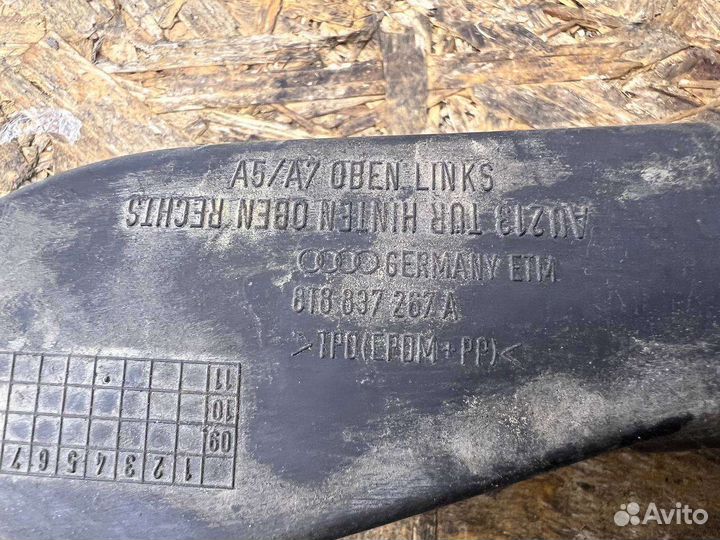 A5/A7 OBEN LINKS
AU213 TÜR HINTEN OBEN RECHTS
GERMANY ETM
8T8 837 267 A
>TPO(EPDM+PP)<
11
10
09
1 2 3 4 5 6 7
Avito